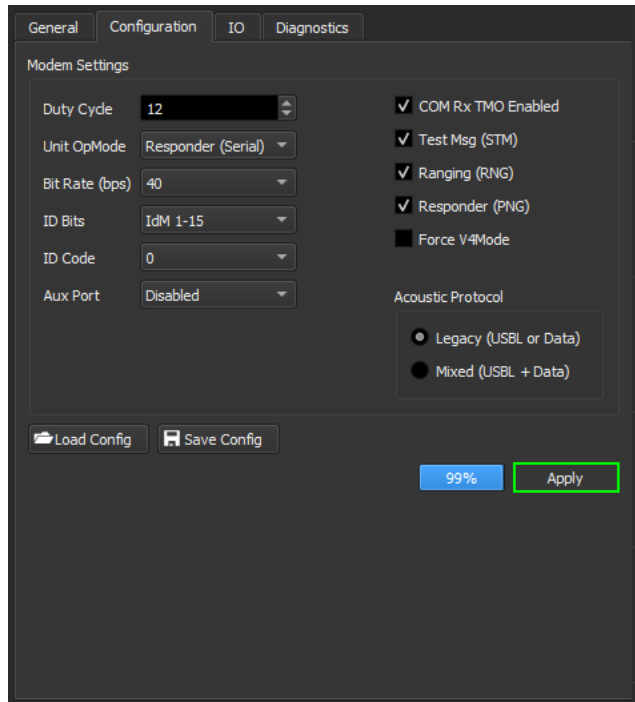 General Configuration IO Diagnostics
Modem Settings
Duty Cycle 12
Unit OpMode Responder (Serial)
Bit Rate (bps) 40
ID Bits IdM 1-15
ID Code 0
Aux Port Disabled
COM Rx TMO Enabled
Test Msg (STM)
Ranging (RNG)
Responder (PNG)
Force V4Mode
Acoustic Protocol
Legacy (USBL or Data)
Mixed (USBL + Data)
Load Config Save Config
99% Apply